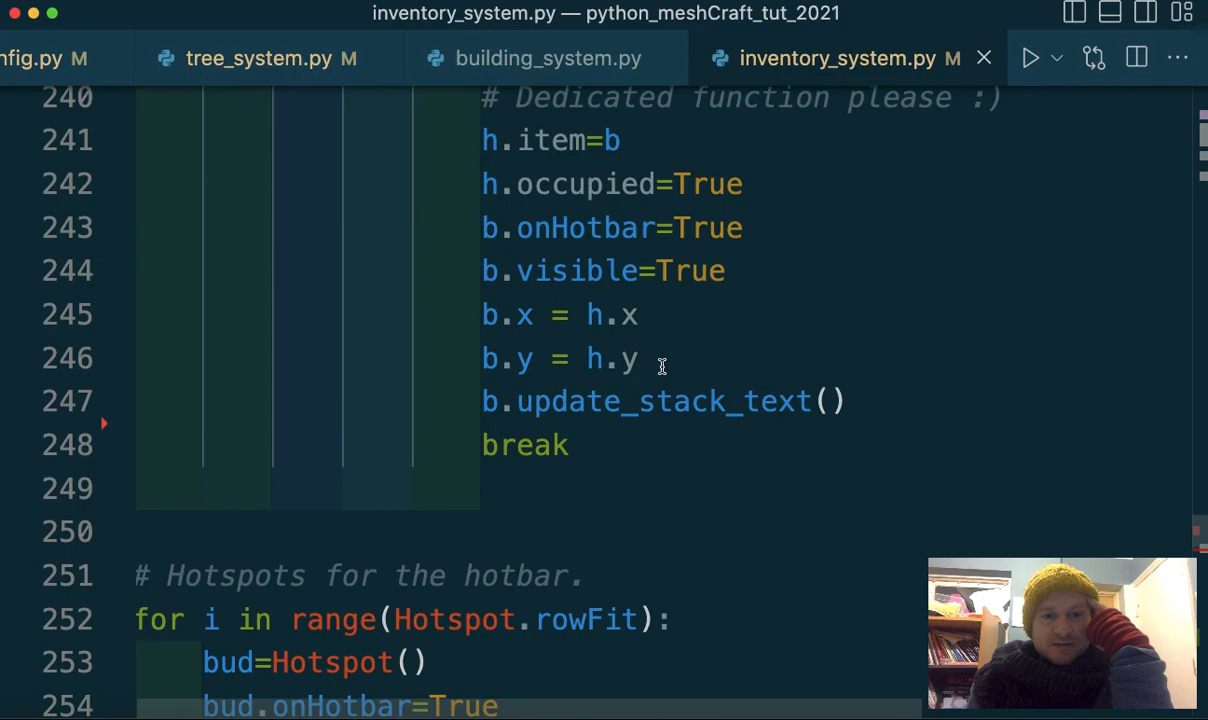 inventory_system.py — python_meshCraft_tut_2021
nfig.py M tree_system.py M building_system.py inventory_system.py M
240 # Dedicated function please :)
241 h.item=b
242 h.occupied=True
243 b.onHotbar=True
244 b.visible=True
245 b.x = h.x
246 b.y = h.y
247 b.update_stack_text()
248 break
249
250
251 # Hotspots for the hotbar.
252 for i in range(Hotspot.rowFit):
253 bud=Hotspot()
254 bud.onHotbar=True